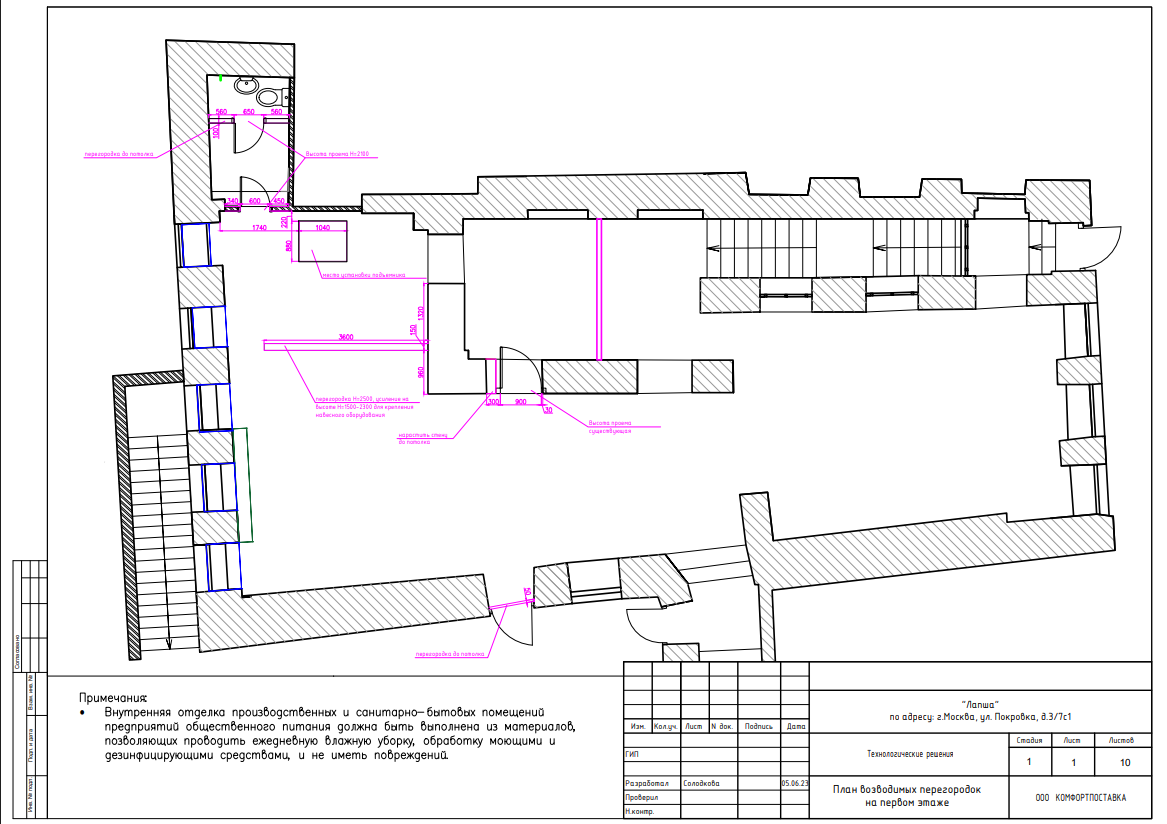 560
650
560
100
перегородка до потолка
Высота проема H=2100
340
600
450
1740
220
1040
880
место установки подъемника
1320
150
3600
960
перегородка H=2500, усиление на
высоте H=1500-2300 для крепления
навесного оборудования
300
900
30
нарастить стену
до потолка
Высота проема
существующая
перегородка до потолка
Согласовано
Взам. инв. №
Подп. и дата
Инв. № подл.
Примечания:
• Внутренняя отделка производственных и санитарно-бытовых помещений
предприятий общественного питания должна быть выполнена из материалов,
позволяющих проводить ежедневную влажную уборку, обработку моющими и
дезинфицирующими средствами, и не иметь повреждений.
"Лапша"
по адресу: г.Москва, ул. Покровка, д.3/7с1
Изм. Кол.уч. Лист N док. Подпись Дата
ГИП
Технологические решения
Стадия Лист Листов
1 1 10
Разработал Солодкова 05.06.23
Проверил
Н.контр.
План возводимых перегородок
на первом этаже
ООО КОМФОРТПОСТАВКА